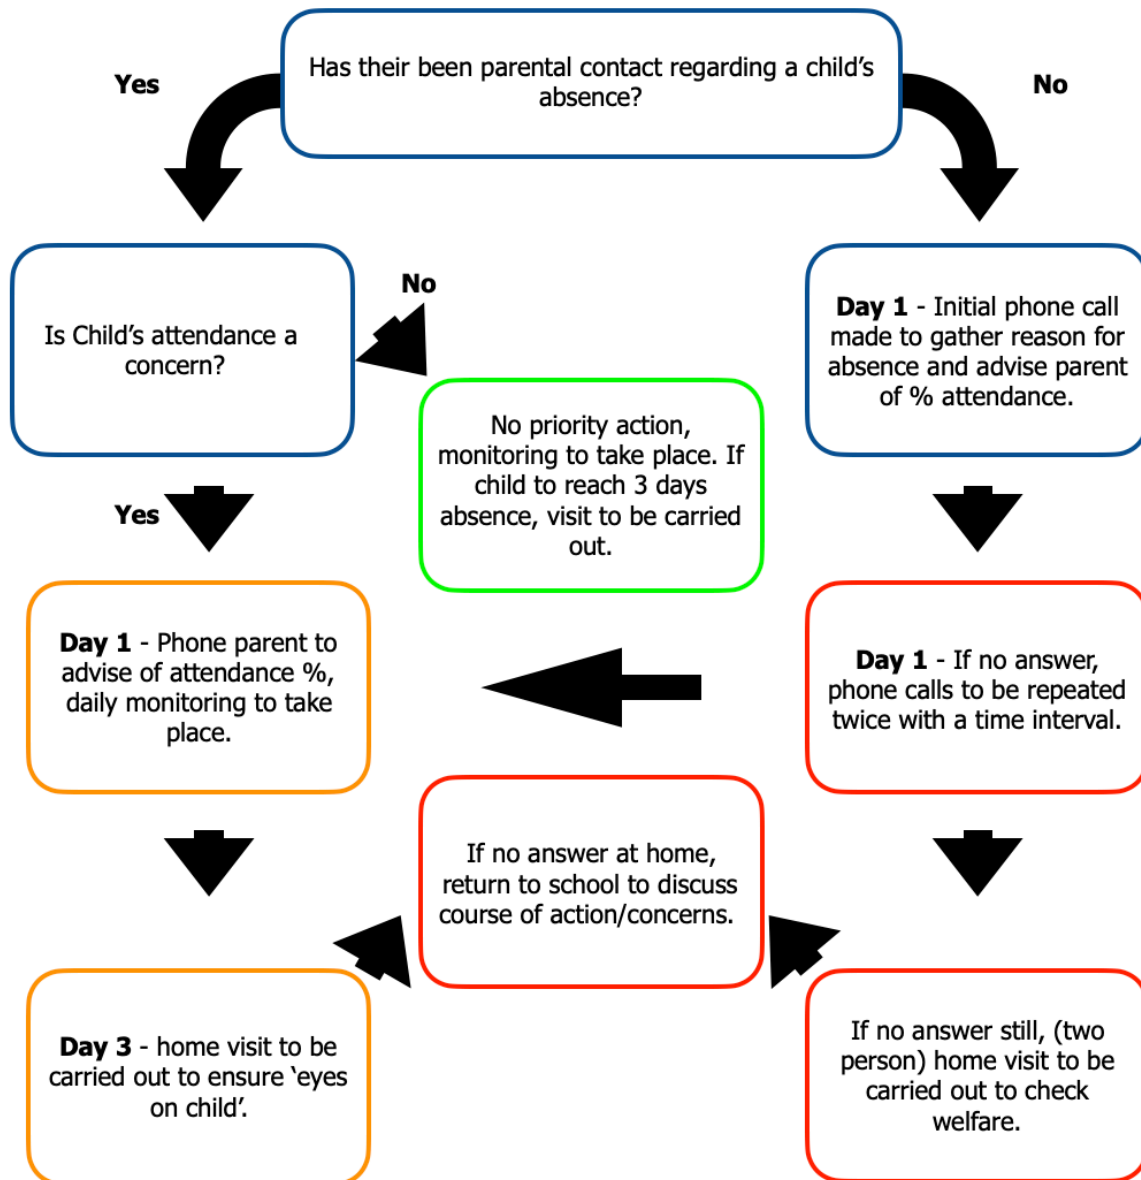 Has their been parental contact regarding a child's
absence?
Yes
No
Is Child's attendance a
concern?
No
Day 1 - Initial phone call
made to gather reason for
absence and advise parent
of % attendance.
No priority action,
monitoring to take place. If
child to reach 3 days
absence, visit to be carried
out.
Yes
Day 1 - Phone parent to
advise of attendance %,
daily monitoring to take
place.
Day 1 - If no answer,
phone calls to be repeated
twice with a time interval.
If no answer at home,
return to school to discuss
course of action/concerns.
Day 3 - home visit to be
carried out to ensure ‘eyes
on child’.
If no answer still, (two
person) home visit to be
carried out to check
welfare.